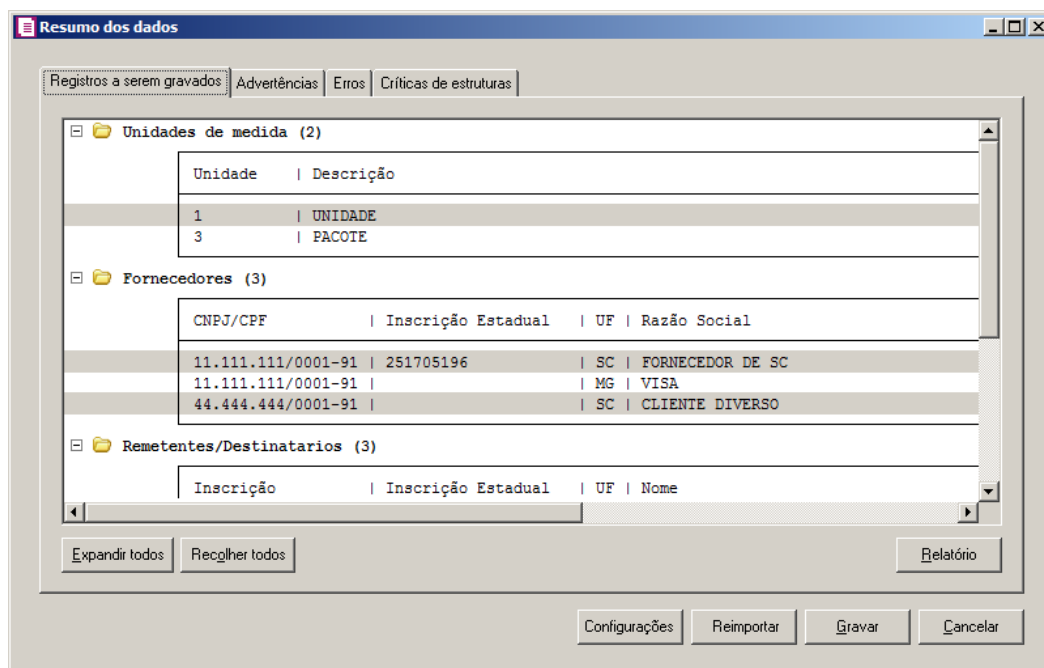 Resumo dos dados
Registros a serem gravados Advertências Erros Críticas de estruturas
Unidades de medida (2)
Unidade | Descrição
1 | UNIDADE
3 | PACOTE
Fornecedores (3)
CNPJ/CPF | Inscrição Estadual | UF | Razão Social
11.111.111/0001-91 | 251705196 | SC | FORNECEDOR DE SC
11.111.111/0001-91 | | MG | VISA
44.444.444/0001-91 | | SC | CLIENTE DIVERSO
Remetentes/Destinatarios (3)
Inscrição | Inscrição Estadual | UF | Nome
Expandir todos Recolher todos Relatório
Configurações Reimportar Gravar Cancelar